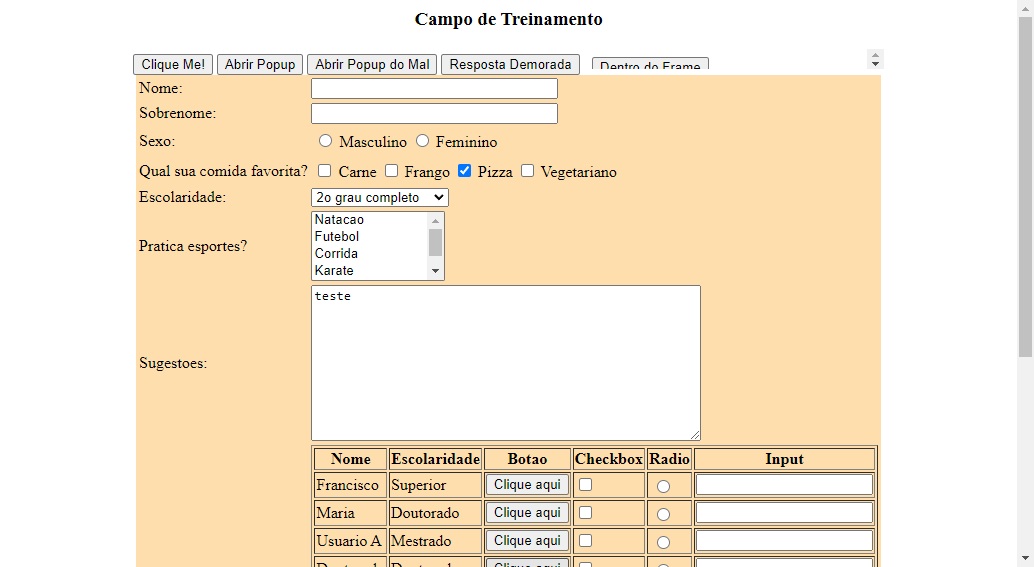 Campo de Treinamento
Clique Me! Abrir Popup Abrir Popup do Mal Resposta Demorada Dentro do Frame
Nome:
Sobrenome:
Sexo: Masculino Feminino
Qual sua comida favorita? Carne Frango Pizza Vegetariano
Escolaridade: 2o grau completo
Natacao
Futebol
Pratica esportes?
Corrida
Karate
teste
Sugestoes:
Nome Escolaridade Botao Checkbox Radio Input
Francisco Superior Clique aqui
Maria Doutorado Clique aqui
Usuario A Mestrado Clique aqui
Clique aqui